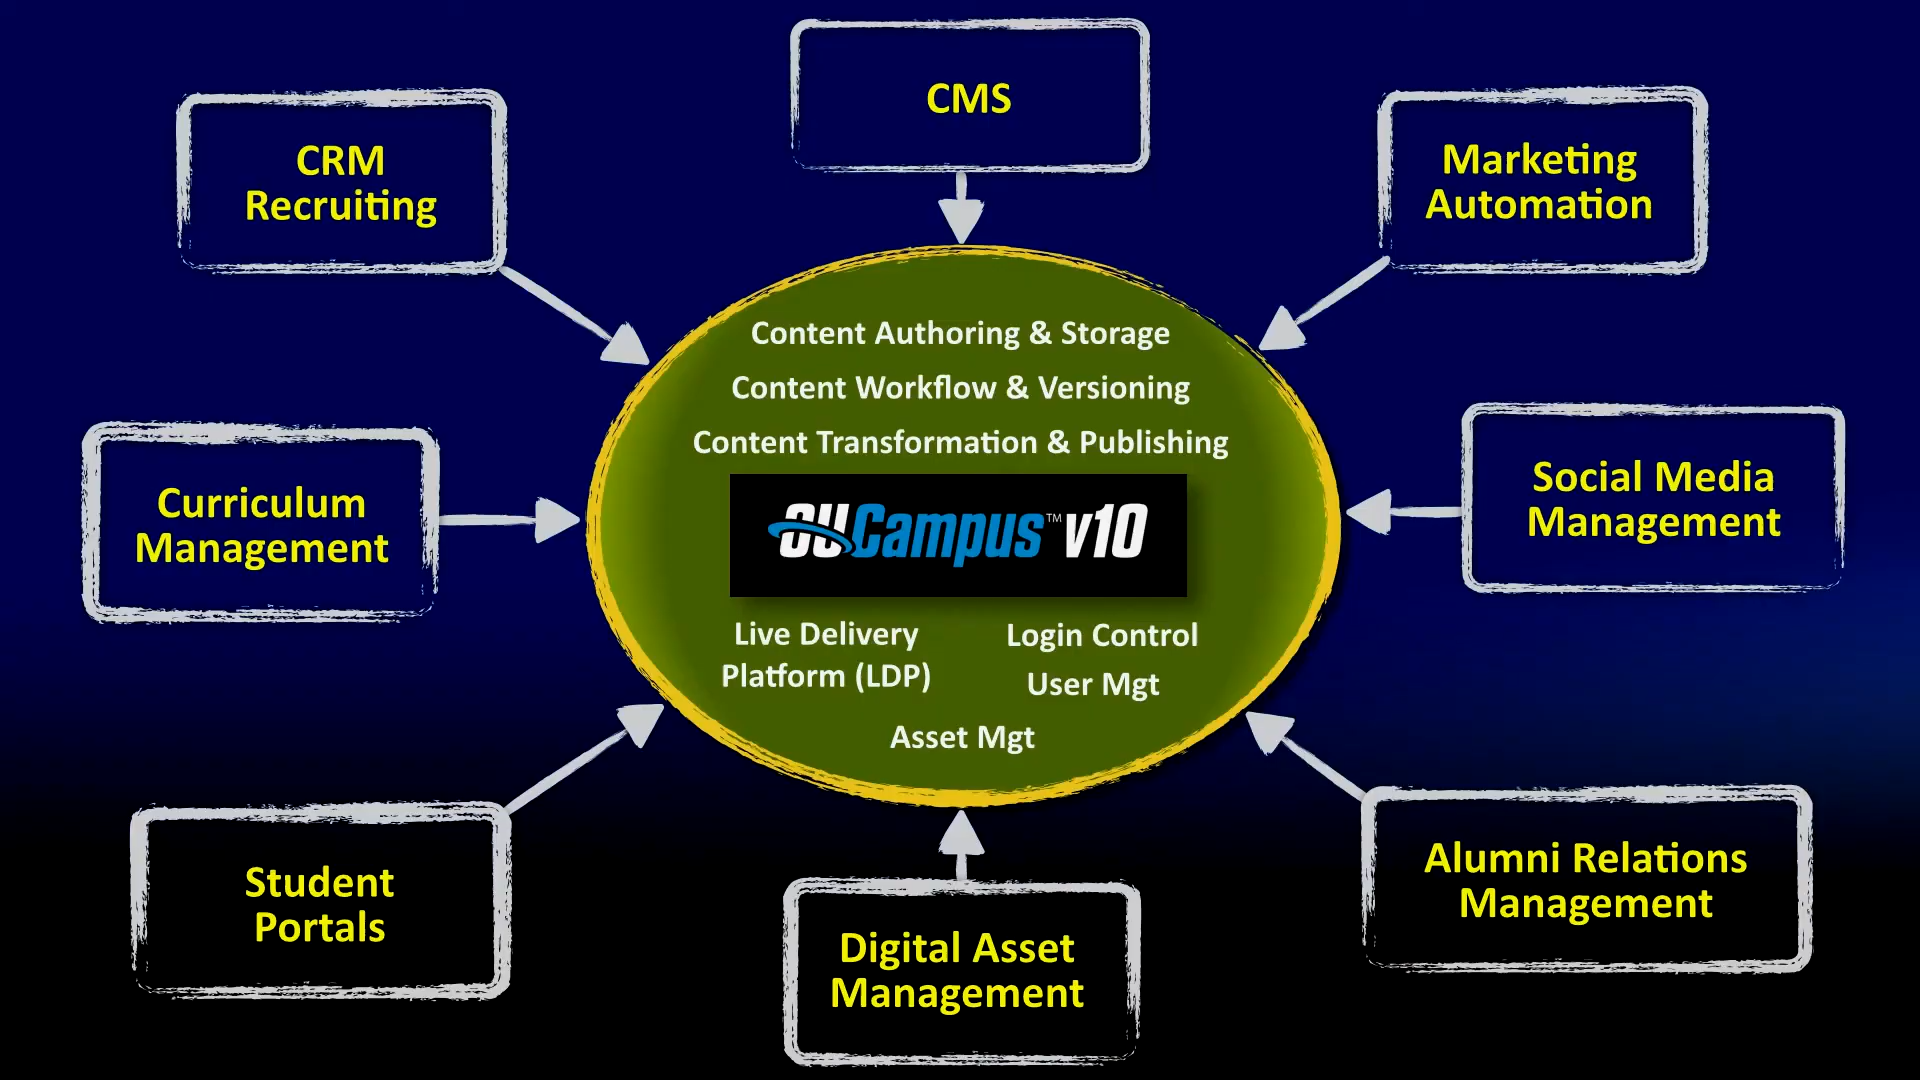 CMS
CRM
Recruiting
Marketing
Automation
Content Authoring & Storage
Content Workflow & Versioning
Content Transformation & Publishing
Curriculum
Management
OUCampus™ v10
Social Media
Management
Live Delivery
Platform (LDP)
Login Control
User Mgt
Asset Mgt
Student
Portals
Digital Asset
Management
Alumni Relations
Management